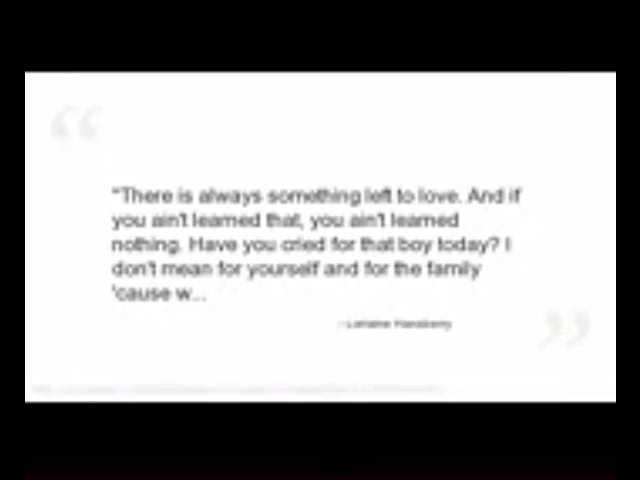 "There is always something left to love. And if
you ain't learned that, you ain't learned
nothing. Have you cried for that boy today? I
don't mean for yourself and for the family
'cause w...
--Lorraine Hansberry